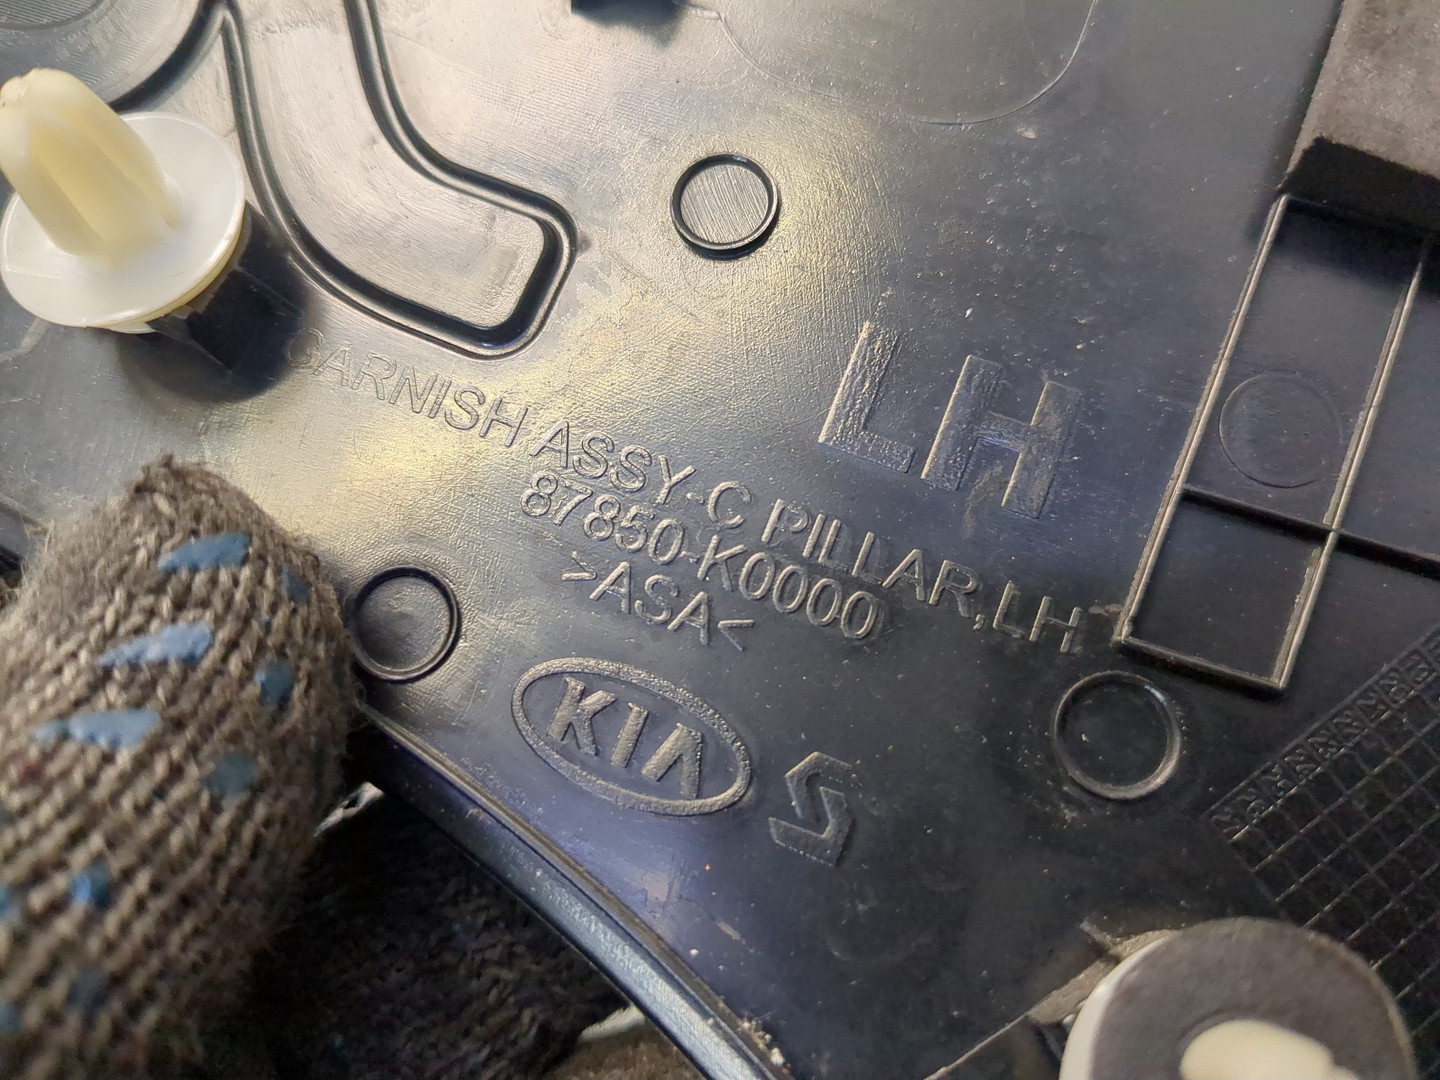 LH
GARNISH ASSY-C PILLAR,LH
87850-K0000
>ASA<
KIA